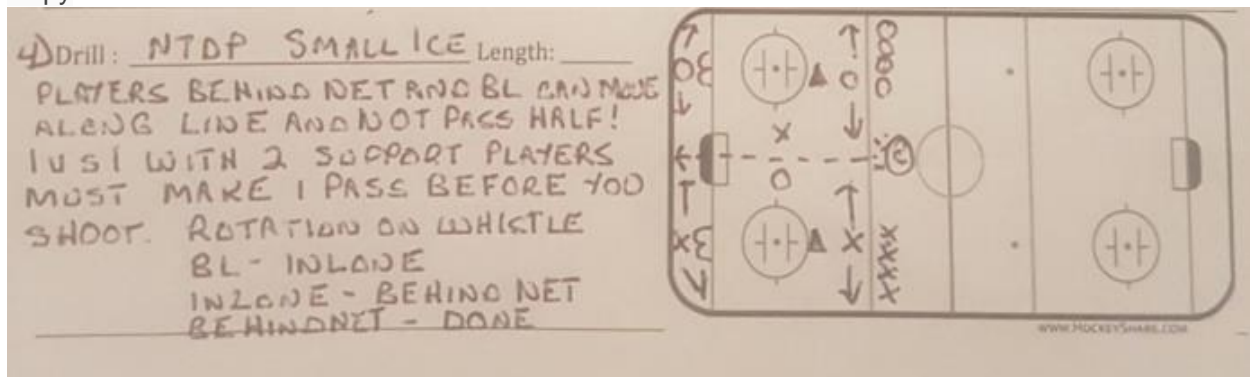 4) Drill: NTDP SMALL ICE Length:
PLAYERS BEHIND NET AND BL CAN MOVE
ALONG LINE AND NOT PASS HALF!
1 VS 1 WITH 2 SUPPORT PLAYERS
MUST MAKE 1 PASS BEFORE YOU
SHOOT. ROTATION ON WHISTLE
BL - INZONE
INZONE - BEHIND NET
BEHIND NET - DONE
WWW.HOCKEYSHARE.COM